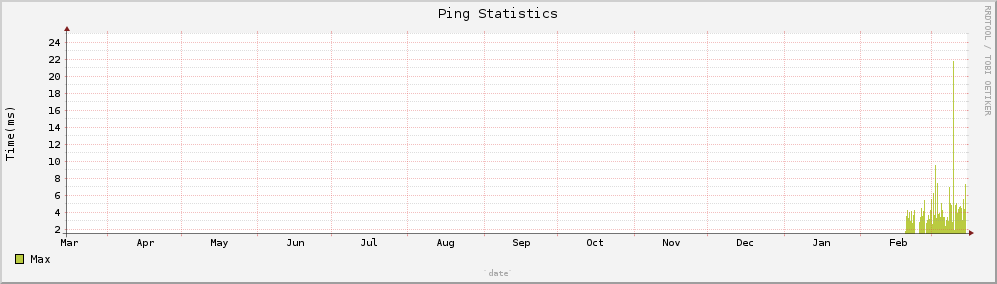 Ping Statistics
RRDTOOL / TOBI OETIKER
Time(ms)
24
22
20
18
16
14
12
10
8
6
4
2
Mar Apr May Jun Jul Aug Sep Oct Nov Dec Jan Feb
Max
`date`